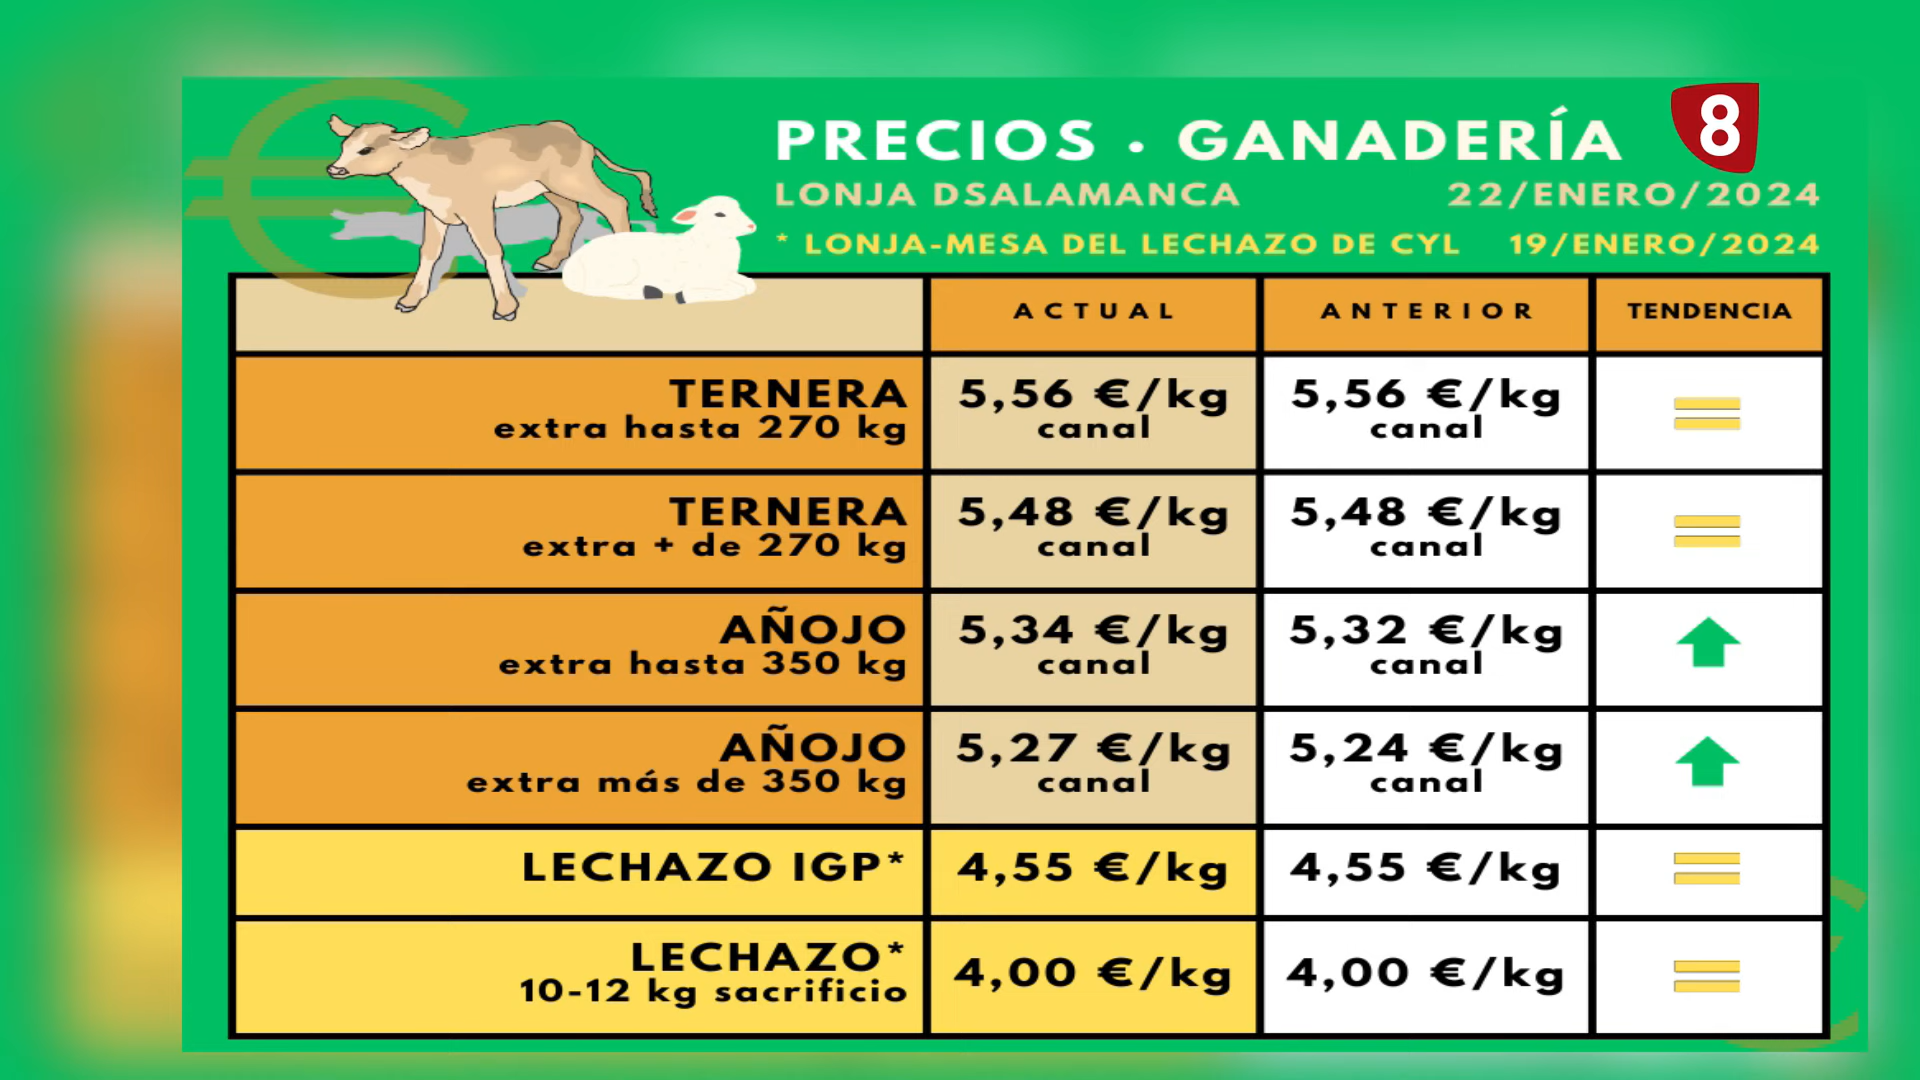 PRECIOS · GANADERÍA 8
LONJA DSALAMANCA 22/ENERO/2024
* LONJA-MESA DEL LECHAZO DE CYL 19/ENERO/2024
ACTUAL ANTERIOR TENDENCIA
TERNERA 5,56 €/kg 5,56 €/kg =
extra hasta 270 kg canal canal
TERNERA 5,48 €/kg 5,48 €/kg =
extra + de 270 kg canal canal
AÑOJO 5,34 €/kg 5,32 €/kg
extra hasta 350 kg canal canal
AÑOJO 5,27 €/kg 5,24 €/kg
extra más de 350 kg canal canal
LECHAZO IGP* 4,55 €/kg 4,55 €/kg =
LECHAZO* 4,00 €/kg 4,00 €/kg =
10-12 kg sacrificio